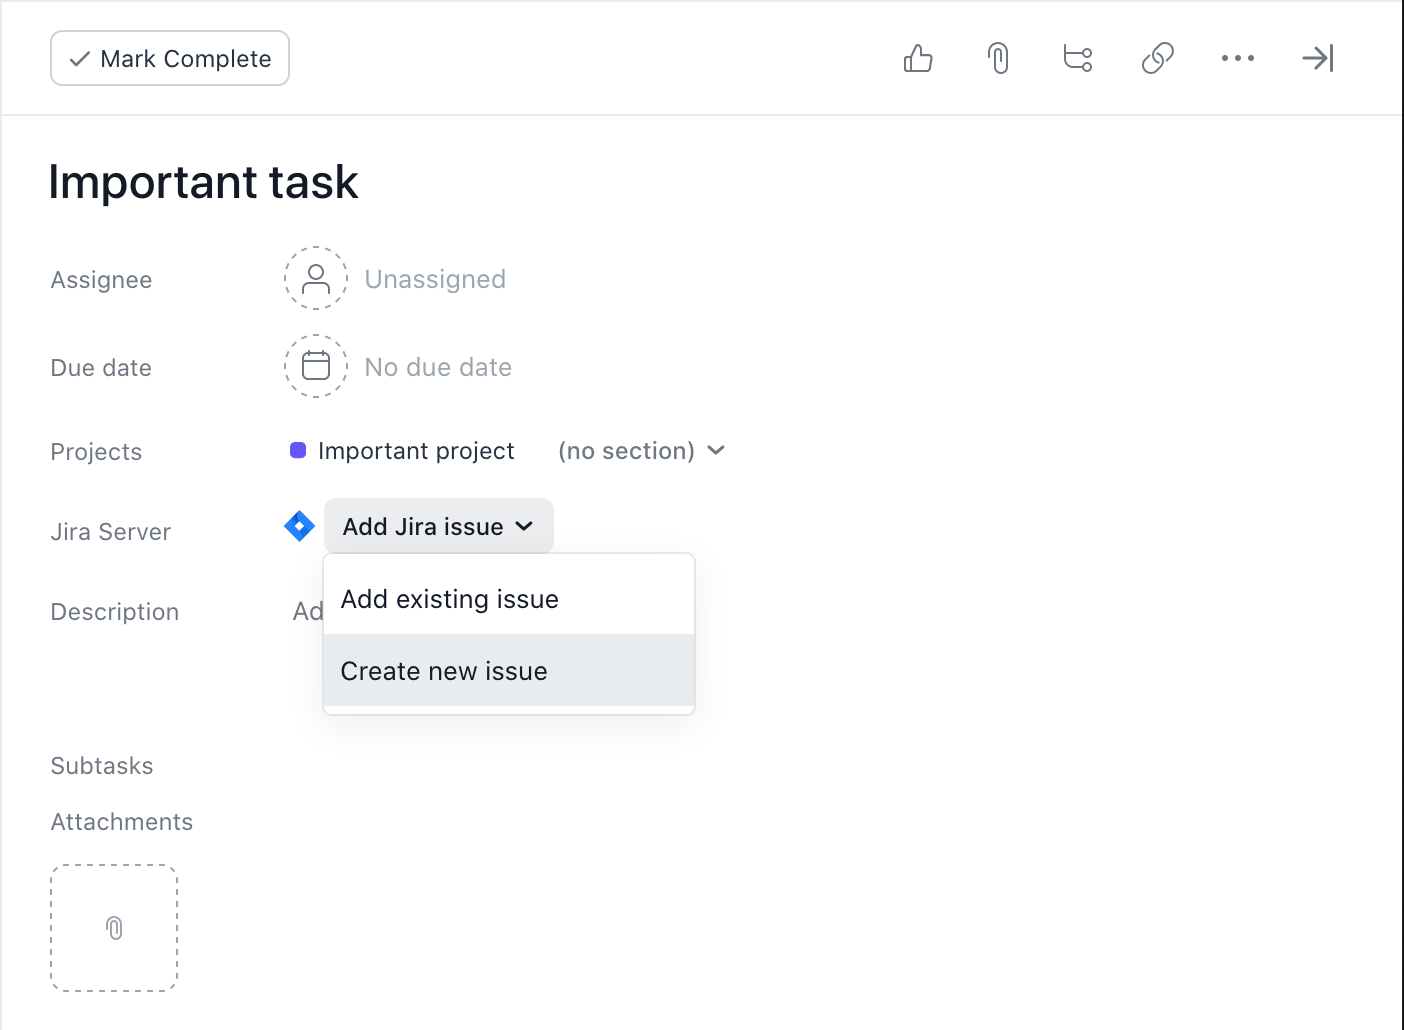 Mark Complete
Important task
Assignee Unassigned
Due date No due date
Projects Important project (no section)
Jira Server Add Jira issue
Add existing issue
Description Ad
Create new issue
Subtasks
Attachments